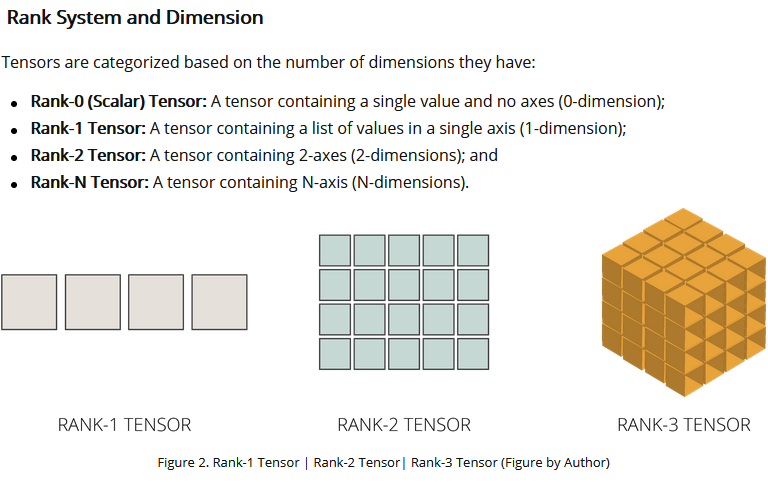 Rank System and Dimension
Tensors are categorized based on the number of dimensions they have:
• Rank-0 (Scalar) Tensor: A tensor containing a single value and no axes (0-dimension);
• Rank-1 Tensor: A tensor containing a list of values in a single axis (1-dimension);
• Rank-2 Tensor: A tensor containing 2-axes (2-dimensions); and
• Rank-N Tensor: A tensor containing N-axis (N-dimensions).
RANK-1 TENSOR
RANK-2 TENSOR
RANK-3 TENSOR
Figure 2. Rank-1 Tensor | Rank-2 Tensor| Rank-3 Tensor (Figure by Author)